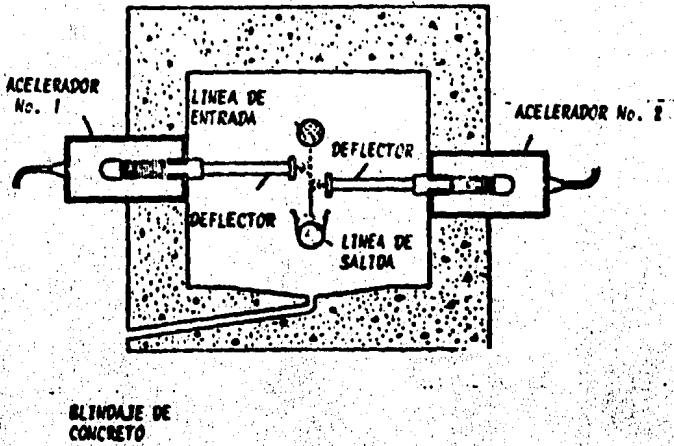 ACELERADOR
No. 1
LINEA DE
ENTRADA
ACELERADOR No. 2
DEFLECTOR
DEFLECTOR
LINEA DE
SALIDA
BLINDAJE DE
CONCRETO